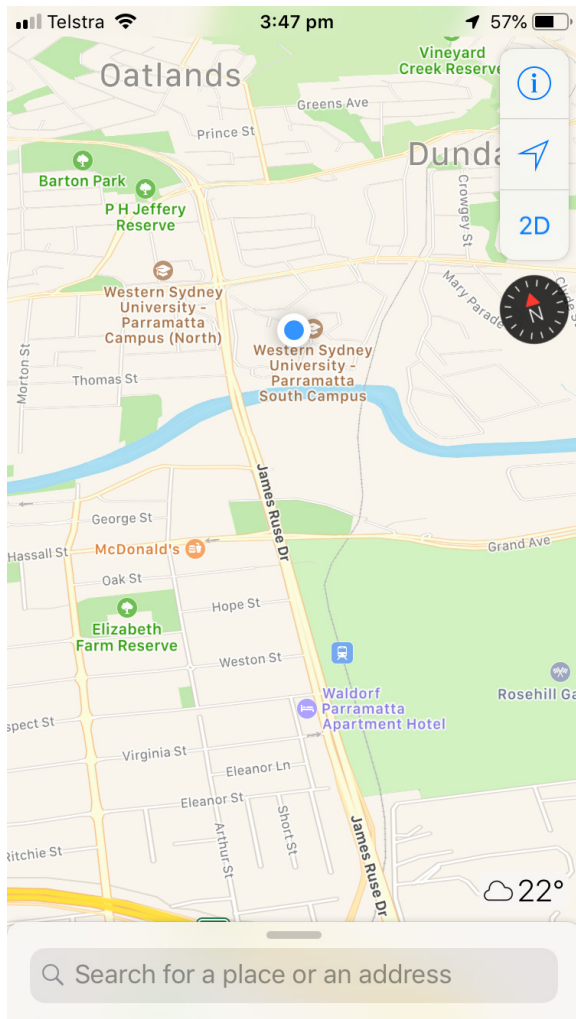 Telstra
3:47 pm
57%
Vineyard
Creek Reserve
Oatlands
Greens Ave
Prince St
Barton Park
P H Jeffery
Reserve
Crowgey St
2D
Western Sydney
University -
Parramatta
Campus (North)
Mary Parade
N
Western Sydney
University -
Parramatta
South Campus
Morton St
Thomas St
James Ruse Dr
George St
Hassall St
McDonald's
Grand Ave
Oak St
Hope St
Elizabeth
Farm Reserve
Weston St
Rosehill Ga
Waldorf
Parramatta
Apartment Hotel
spect St
Virginia St
Eleanor Ln
Eleanor St
Short St
Arthur St
James Ruse Dr
Ritchie St
22°
Search for a place or an address